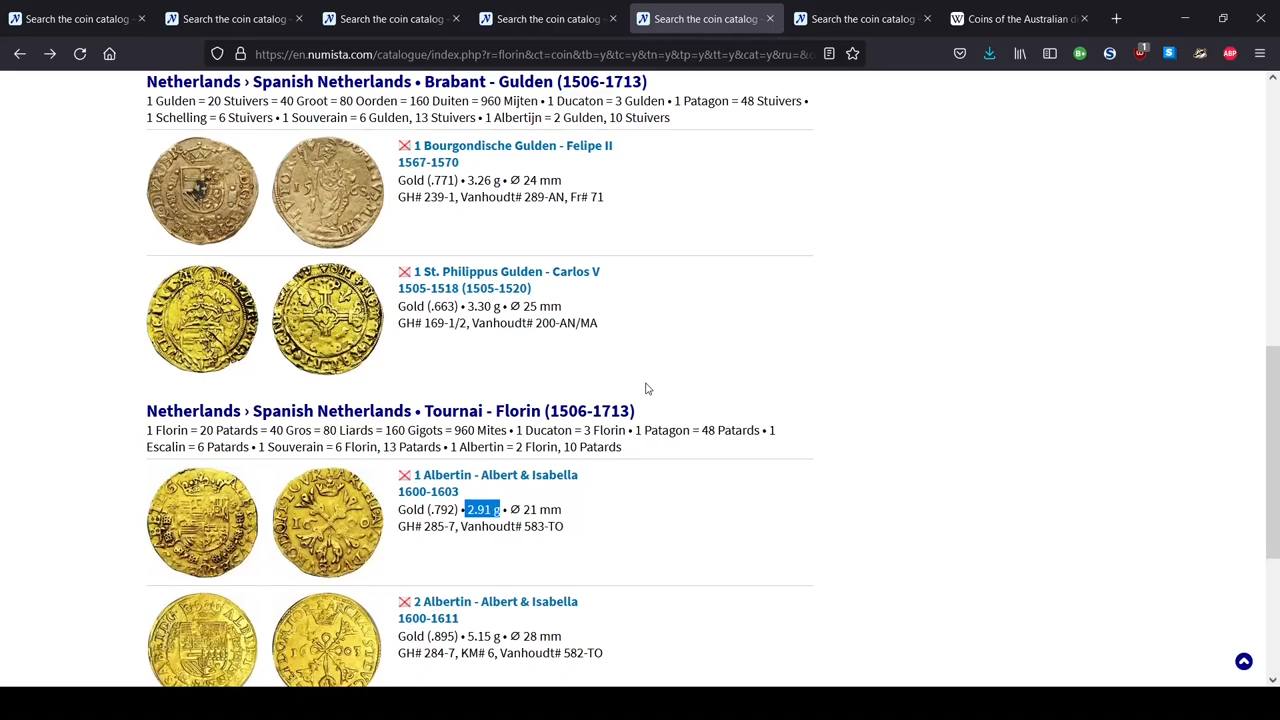 Search the coin catalog -
Search the coin catalog -
Search the coin catalog -
Search the coin catalog -
Search the coin catalog -
Search the coin catalog -
Coins of the Australian do
https://en.numista.com/catalogue/index.php?r=florin&ct=coin&tb=y&tc=y&tn=y&tp=y&tt=y&cat=y&ru=&
1
ABP
Netherlands › Spanish Netherlands • Brabant - Gulden (1506-1713)
1 Gulden = 20 Stuivers = 40 Groot = 80 Oorden = 160 Duiten = 960 Mijten • 1 Ducaton = 3 Gulden • 1 Patagon = 48 Stuivers •
1 Schelling = 6 Stuivers • 1 Souverain = 6 Gulden, 13 Stuivers • 1 Albertijn = 2 Gulden, 10 Stuivers
1 Bourgondische Gulden - Felipe II
1567-1570
Gold (.771) • 3.26 g • Ø 24 mm
GH# 239-1, Vanhoudt# 289-AN, Fr# 71
1 St. Philippus Gulden - Carlos V
1505-1518 (1505-1520)
Gold (.663) • 3.30 g • Ø 25 mm
GH# 169-1/2, Vanhoudt# 200-AN/MA
Netherlands › Spanish Netherlands • Tournai - Florin (1506-1713)
1 Florin = 20 Patards = 40 Gros = 80 Liards = 160 Gigots = 960 Mites • 1 Ducaton = 3 Florin • 1 Patagon = 48 Patards • 1
Escalin = 6 Patards • 1 Souverain = 6 Florin, 13 Patards • 1 Albertin = 2 Florin, 10 Patards
1 Albertin - Albert & Isabella
1600-1603
Gold (.792) • 2.91 g • Ø 21 mm
GH# 285-7, Vanhoudt# 583-TO
2 Albertin - Albert & Isabella
1600-1611
Gold (.895) • 5.15 g • Ø 28 mm
GH# 284-7, KM# 6, Vanhoudt# 582-TO